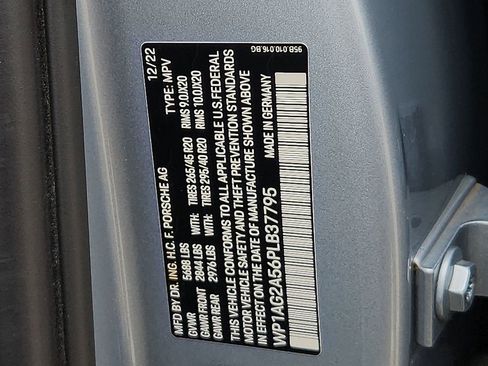 MFD BY DR. ING. H.C. F. PORSCHE AG 12/22
GVWR 5688 LBS TYPE: MPV
GAWR FRONT 2844 LBS WITH: TIRES 265/45 R20 RIMS 9.0JX20
GAWR REAR 2976 LBS WITH: TIRES 295/40 R20 RIMS 10.0JX20
THIS VEHICLE CONFORMS TO ALL APPLICABLE U.S.FEDERAL
MOTOR VEHICLE SAFETY AND THEFT PREVENTION STANDARDS
IN EFFECT ON THE DATE OF MANUFACTURE SHOWN ABOVE
WP1AG2A56PLB37795 MADE IN GERMANY
95B.010.016.BG